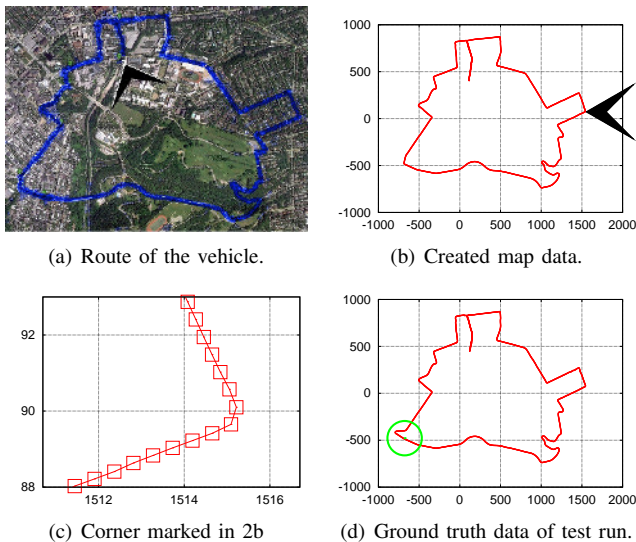 1000
500
0
-500
-1000
-1000 -500 0 500 1000 1500 2000
(a) Route of the vehicle.
(b) Created map data.
92
90
88
1512 1514 1516
1000
500
0
-500
-1000
-1000 -500 0 500 1000 1500 2000
(c) Corner marked in 2b
(d) Ground truth data of test run.